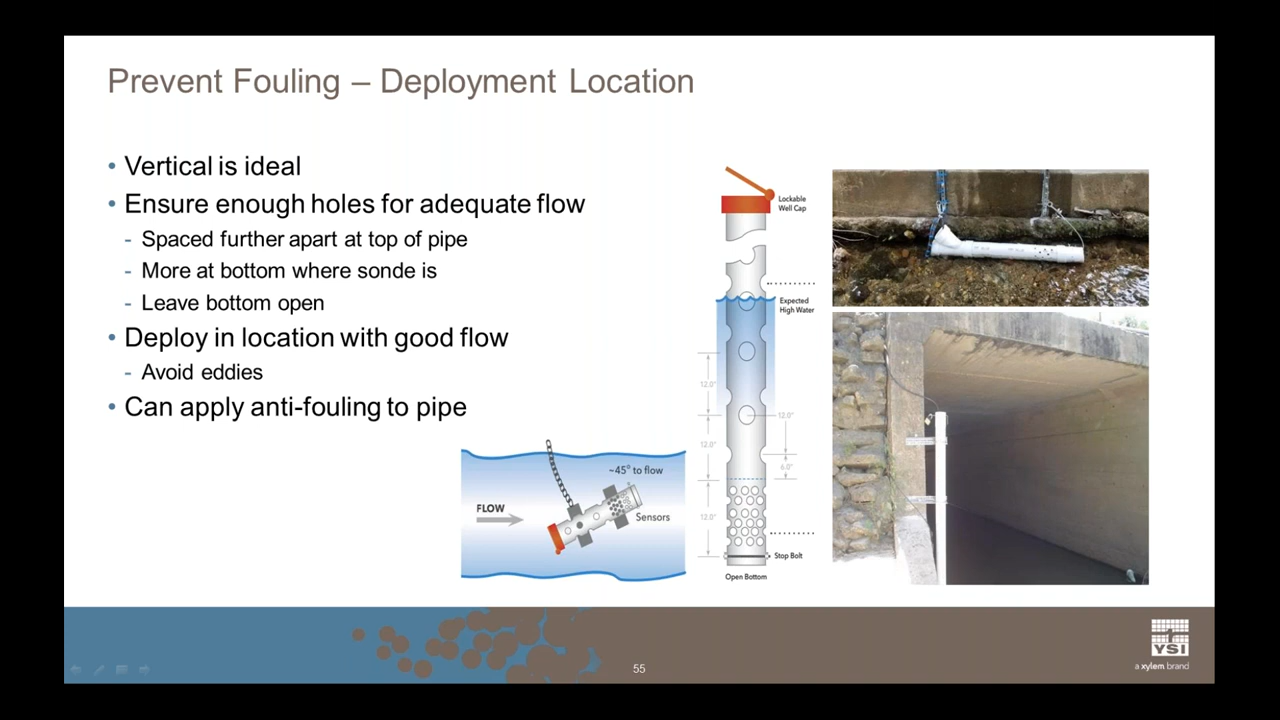 Prevent Fouling – Deployment Location
• Vertical is ideal
• Ensure enough holes for adequate flow
- Spaced further apart at top of pipe
- More at bottom where sonde is
- Leave bottom open
• Deploy in location with good flow
- Avoid eddies
• Can apply anti-fouling to pipe
~45° to flow
FLOW
Sensors
Lockable
Well Cap
Expected
High Water
12.0"
12.0"
12.0"
6.0"
12.0"
Stop Bolt
Open Bottom
55
YSI
a xylem brand